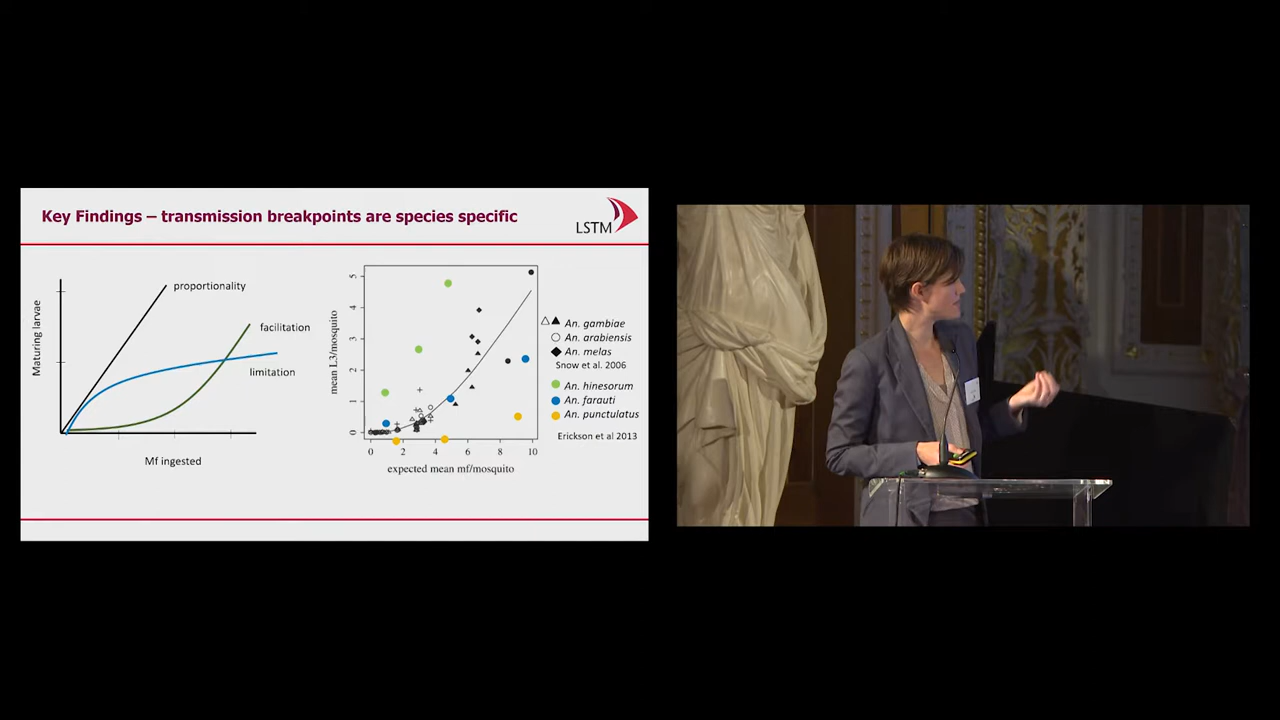 Key Findings – transmission breakpoints are species specific
LSTM
Maturing larvae
proportionality
facilitation
limitation
Mf ingested
mean L3/mosquito
5
4
3
2
1
0
0 2 4 6 8 10
expected mean mf/mosquito
An. gambiae
An. arabiensis
An. melas
Snow et al. 2006
An. hinesorum
An. farauti
An. punctulatus
Erickson et al 2013